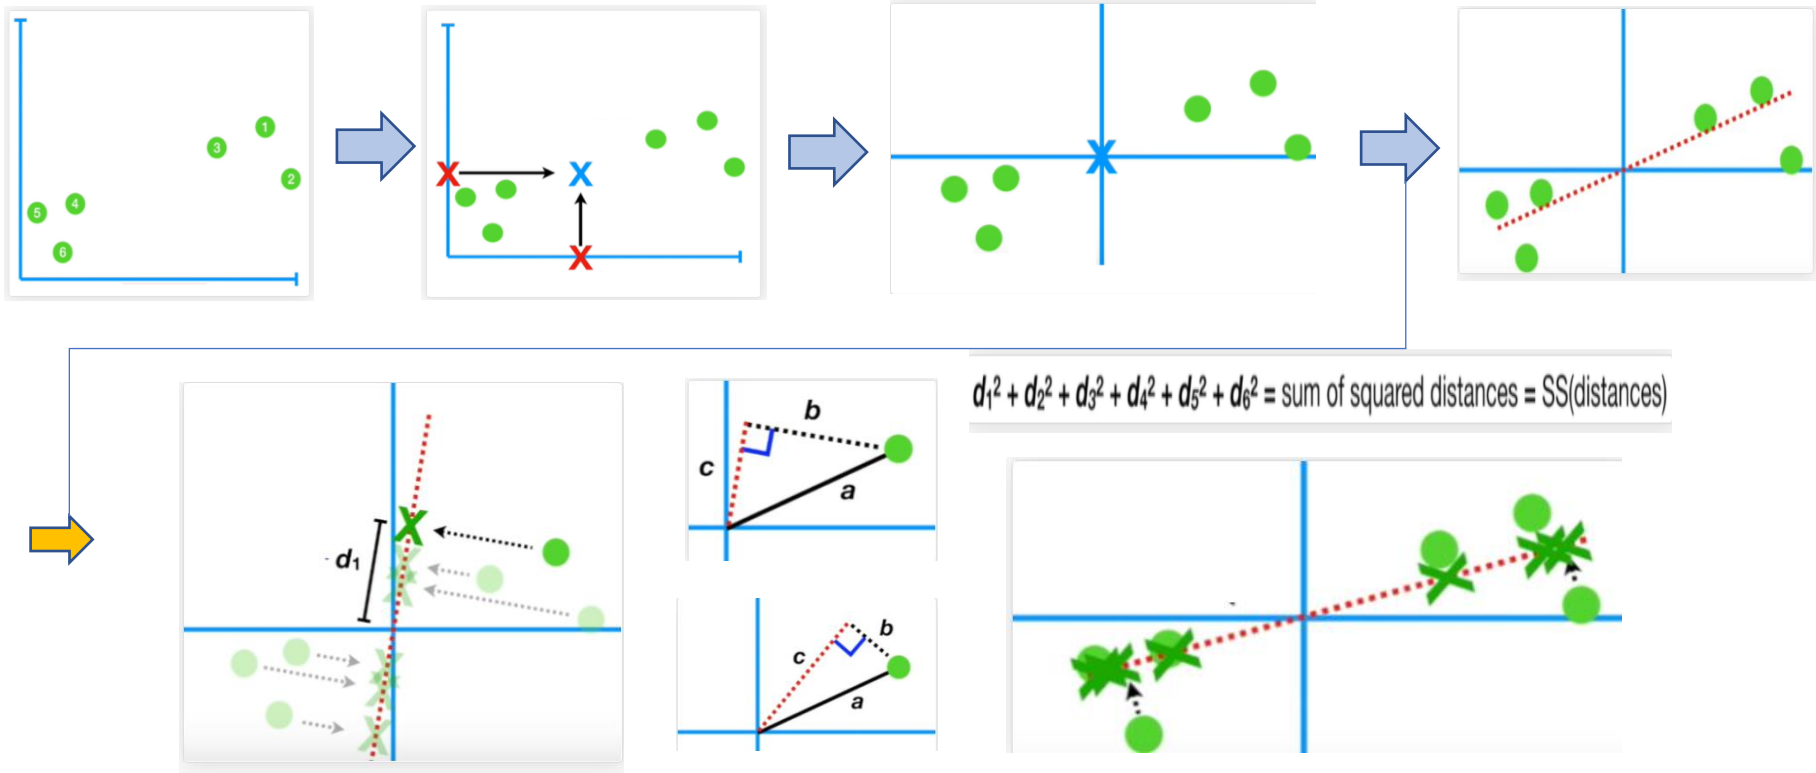 1
3
2
4
5
6
X
X
X
X
d₁² + d₂² + d₃² + d₄² + d₅² + d₆² = sum of squared distances = SS(distances)
b
c
a
X
d₁
b
c
a